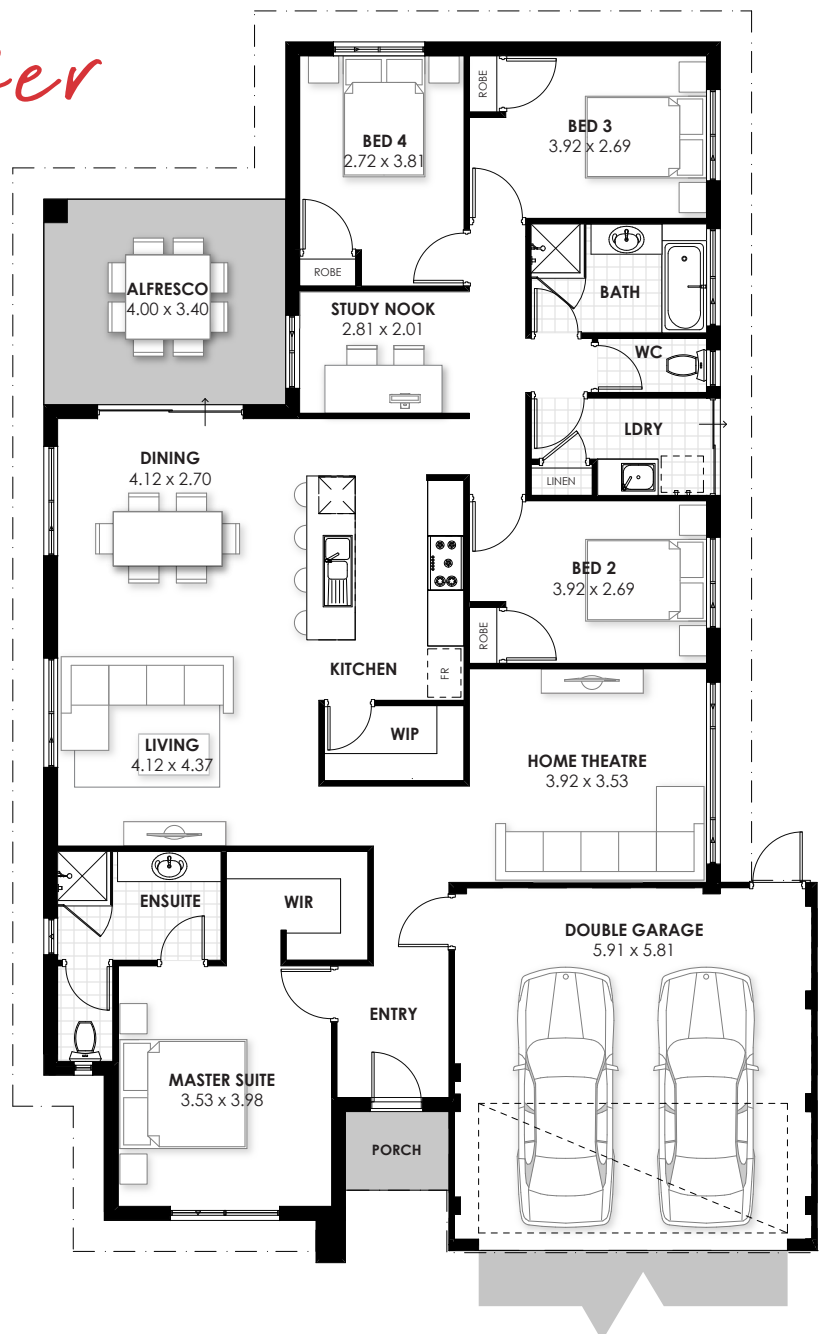 BED 4
2.72 x 3.81
ROBE
BED 3
3.92 x 2.69
ROBE
ALFRESCO
4.00 x 3.40
STUDY NOOK
2.81 x 2.01
BATH
WC
LDRY
LINEN
DINING
4.12 x 2.70
BED 2
3.92 x 2.69
ROBE
KITCHEN
FR
WIP
LIVING
4.12 x 4.37
HOME THEATRE
3.92 x 3.53
ENSUITE
WIR
DOUBLE GARAGE
5.91 x 5.81
ENTRY
MASTER SUITE
3.53 x 3.98
PORCH